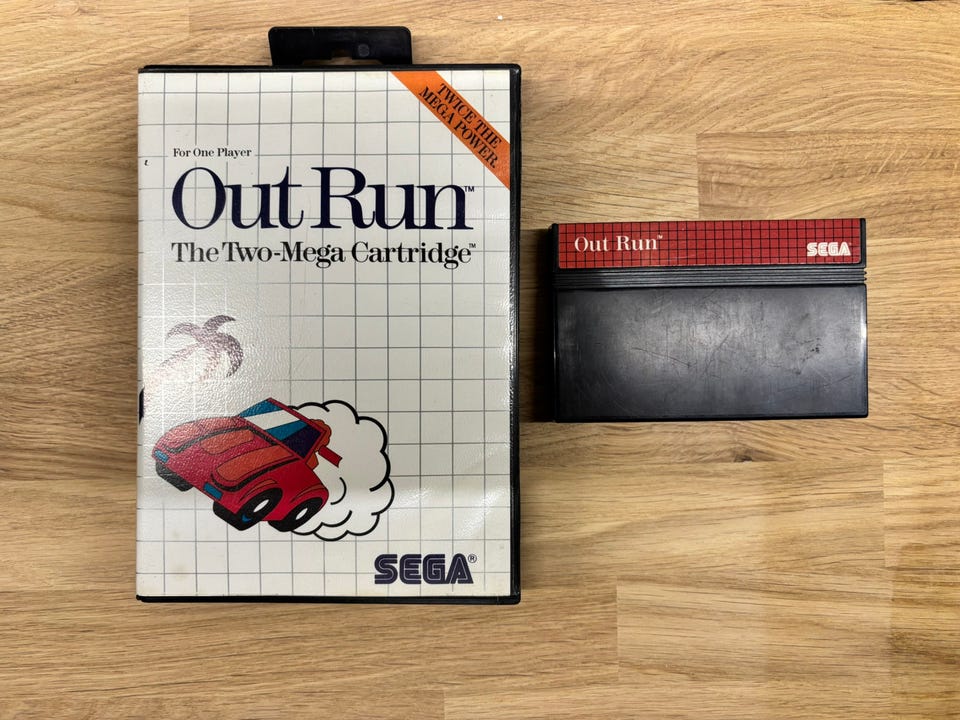 TWICE THE
MEGA POWER.
For One Player
Out Run™
The Two-Mega Cartridge™
SEGA®
Out Run™
SEGA